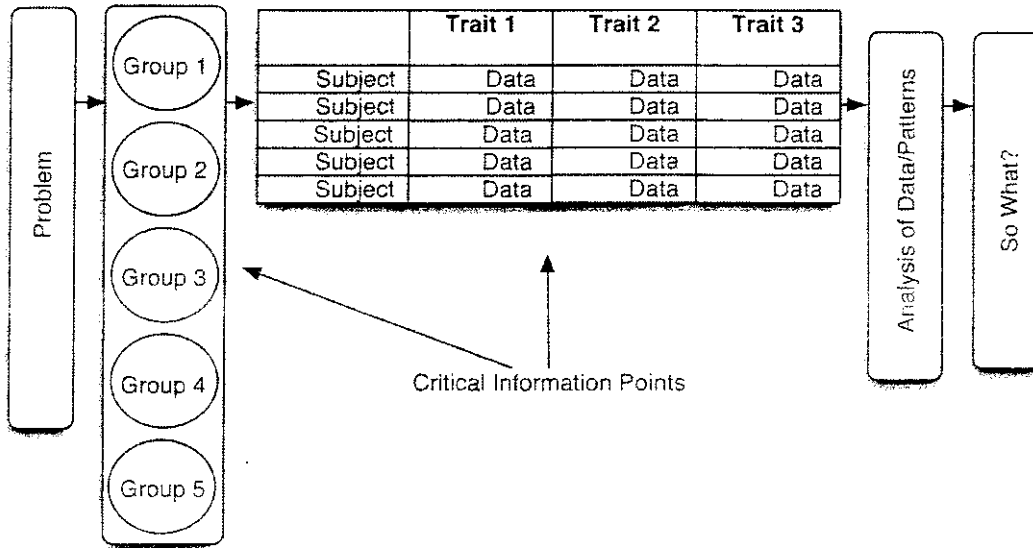 Problem
Group 1
Group 2
Group 3
Group 4
Group 5
Trait 1 Trait 2 Trait 3
Subject Data Data Data
Subject Data Data Data
Subject Data Data Data
Subject Data Data Data
Subject Data Data Data
Critical Information Points
Analysis of Data/Patterns
So What?